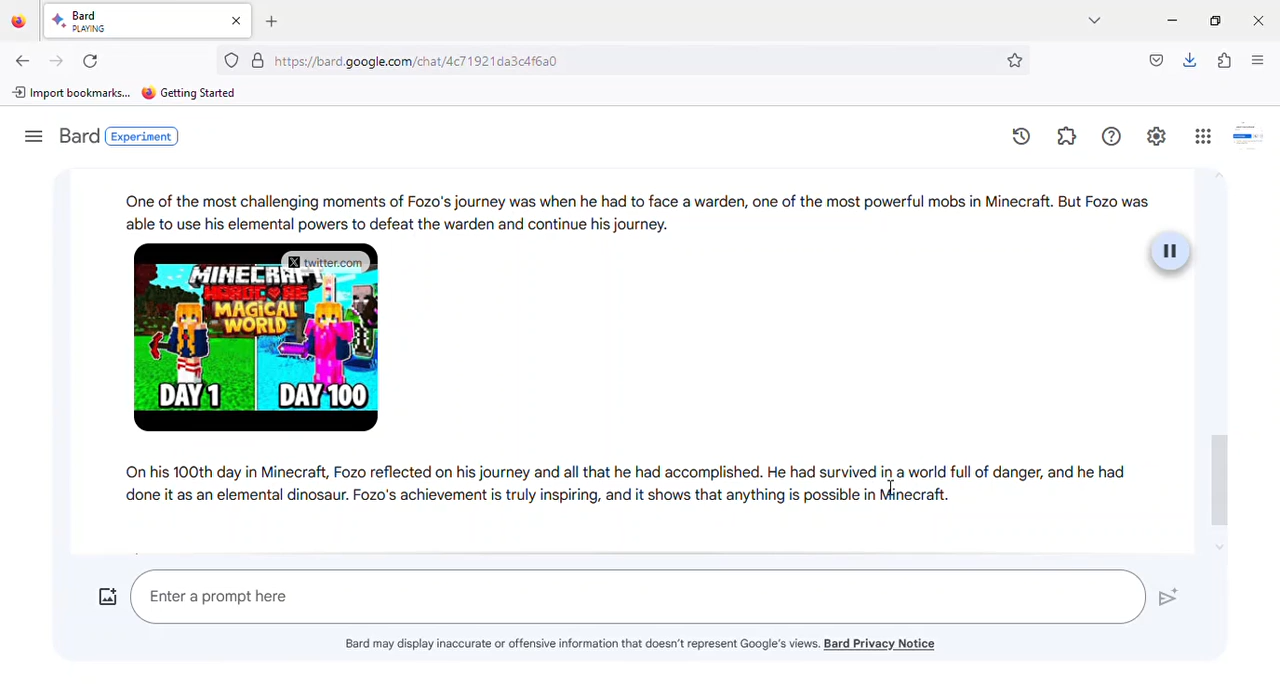 Bard
PLAYING
https://bard.google.com/chat/4c71921da3c4f6a0
Import bookmarks...
Getting Started
Bard Experiment
One of the most challenging moments of Fozo's journey was when he had to face a warden, one of the most powerful mobs in Minecraft. But Fozo was
able to use his elemental powers to defeat the warden and continue his journey.
twitter.com
MINECRAFT
HARDCORE
MAGICAL
WORLD
DAY 1
DAY 100
On his 100th day in Minecraft, Fozo reflected on his journey and all that he had accomplished. He had survived in a world full of danger, and he had
done it as an elemental dinosaur. Fozo's achievement is truly inspiring, and it shows that anything is possible in Minecraft.
Enter a prompt here
Bard may display inaccurate or offensive information that doesn't represent Google's views. Bard Privacy Notice